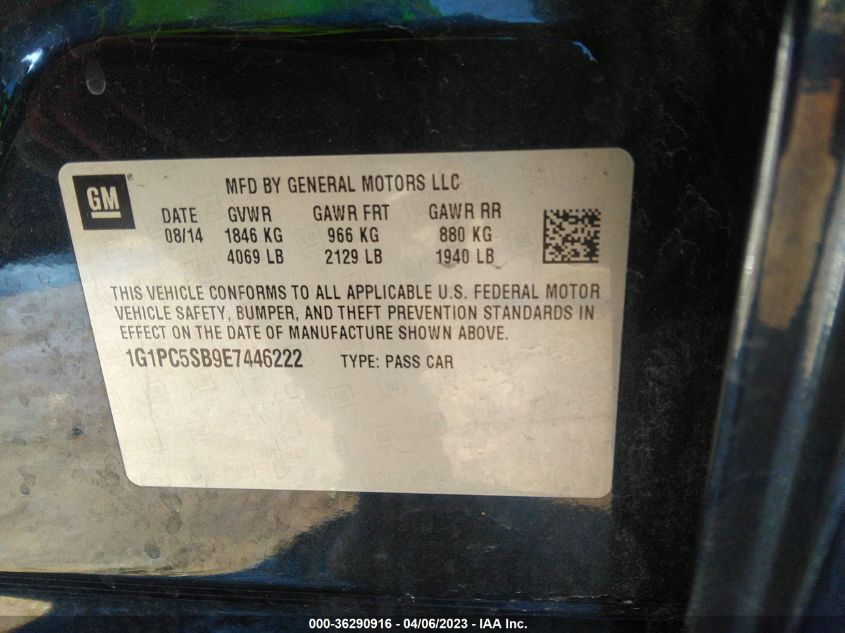 GM
MFD BY GENERAL MOTORS LLC
DATE GVWR GAWR FRT GAWR RR
08/14 1846 KG 966 KG 880 KG
4069 LB 2129 LB 1940 LB
THIS VEHICLE CONFORMS TO ALL APPLICABLE U.S. FEDERAL MOTOR
VEHICLE SAFETY, BUMPER, AND THEFT PREVENTION STANDARDS IN
EFFECT ON THE DATE OF MANUFACTURE SHOWN ABOVE.
1G1PC5SB9E7446222 TYPE: PASS CAR
000-36290916 - 04/06/2023 - IAA Inc.